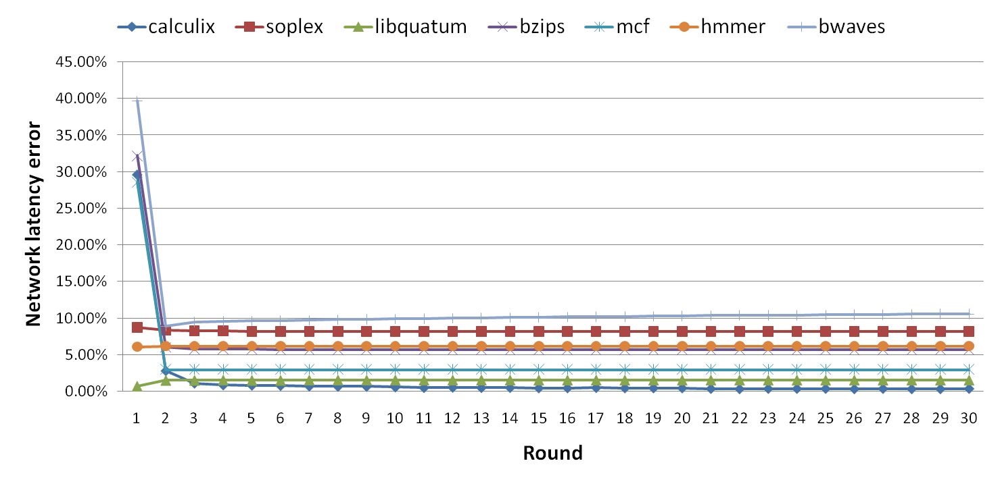 calculix soplex libquatum bzips mcf hmmer bwaves
45.00%
40.00%
35.00%
30.00%
25.00%
20.00%
15.00%
10.00%
5.00%
0.00%
Network latency error
1 2 3 4 5 6 7 8 9 10 11 12 13 14 15 16 17 18 19 20 21 22 23 24 25 26 27 28 29 30
Round